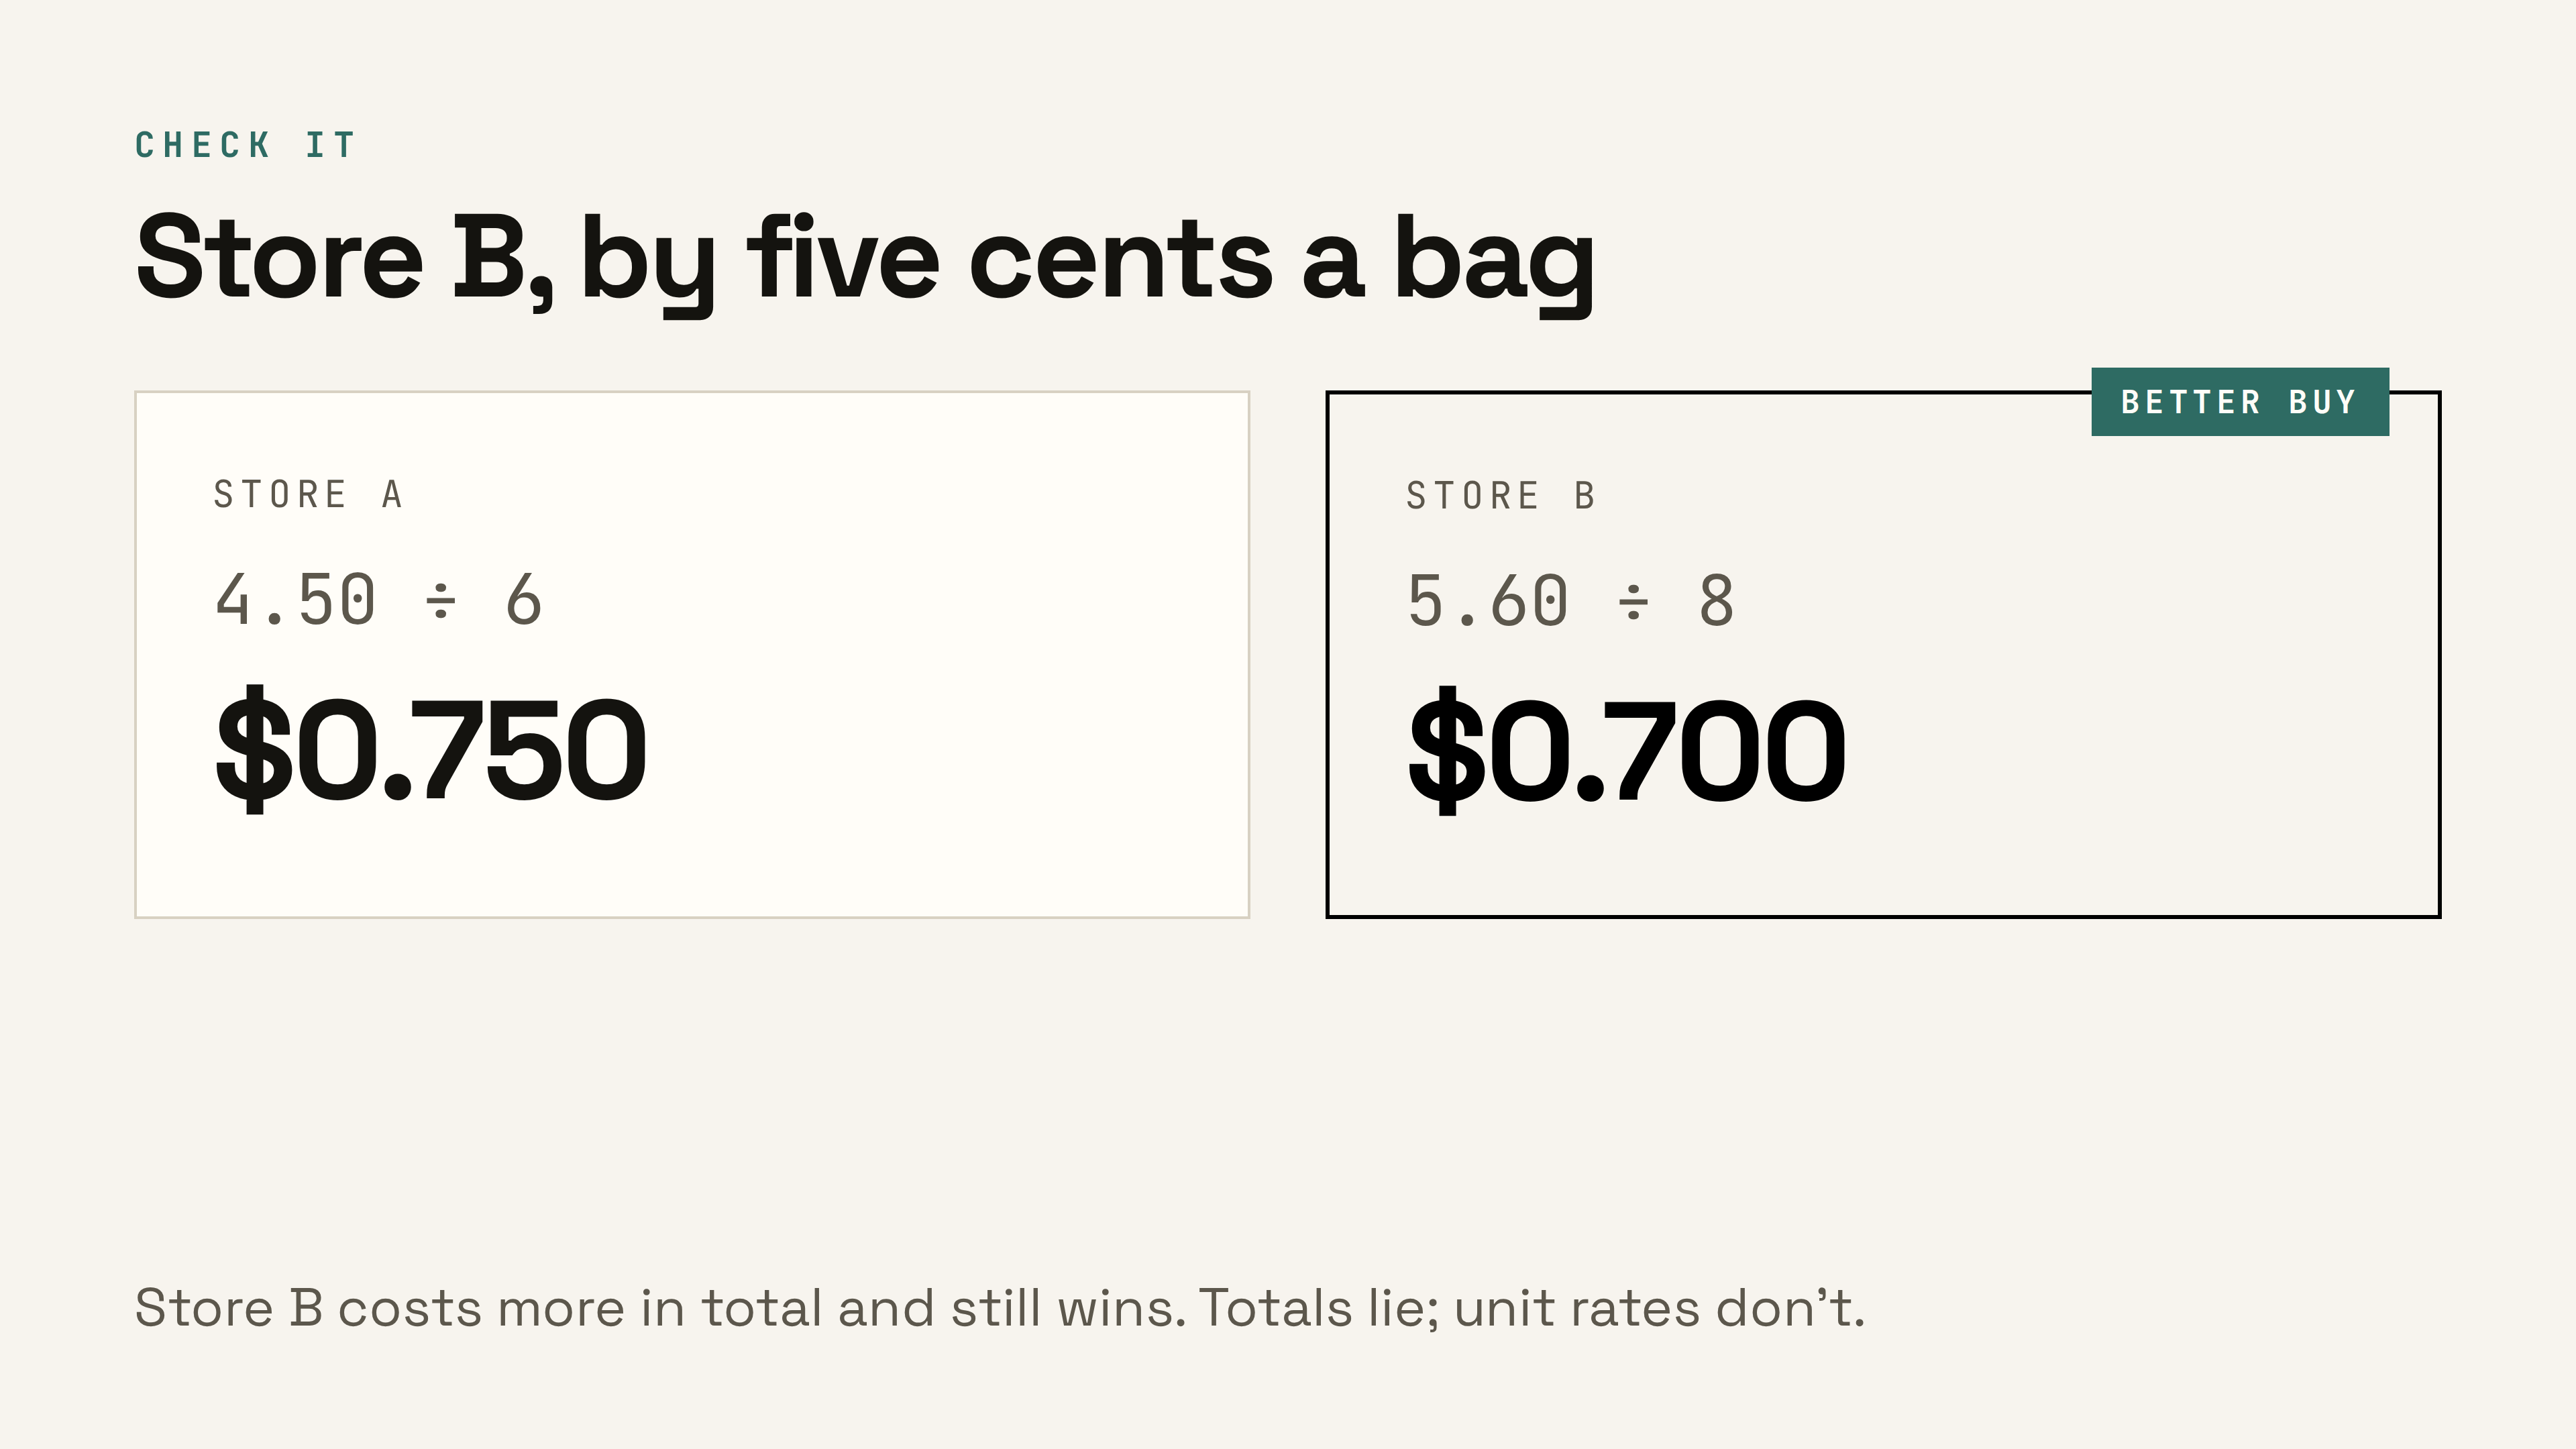 CHECK IT
Store B, by five cents a bag
STORE A
4.50 ÷ 6
$0.750
BETTER BUY
STORE B
5.60 ÷ 8
$0.700
Store B costs more in total and still wins. Totals lie; unit rates don’t.